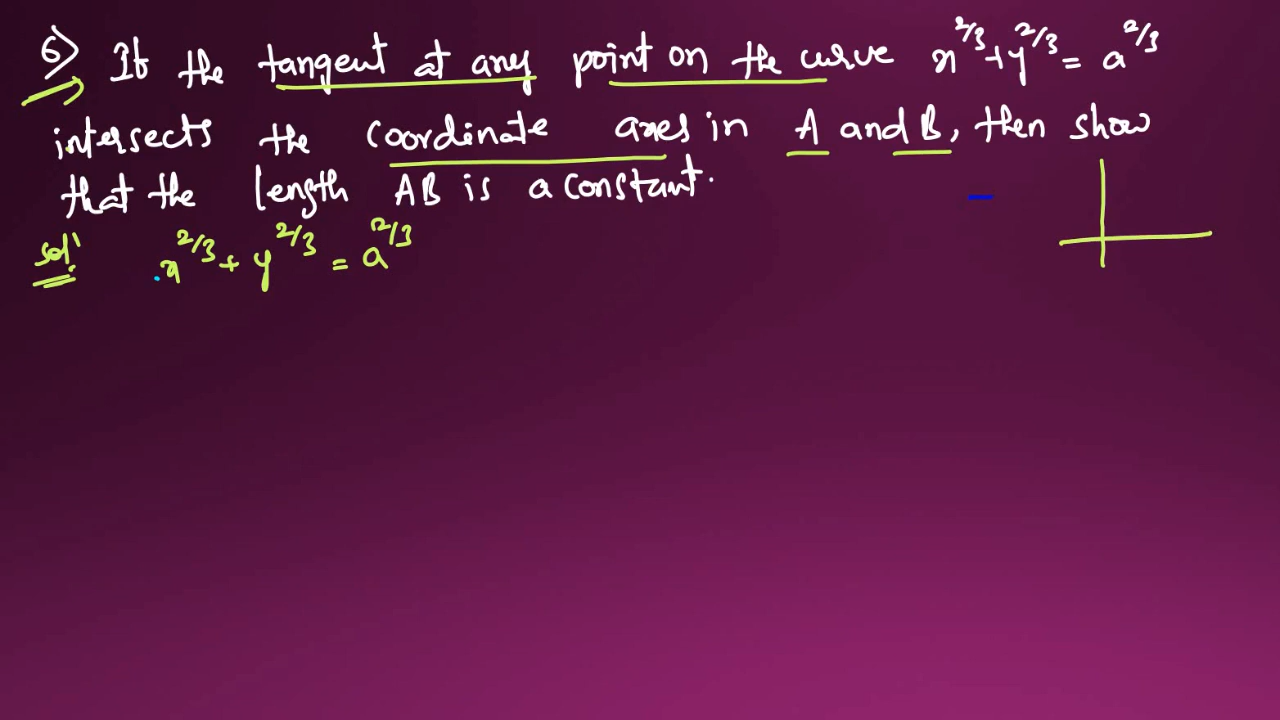 6) If the tangent at any point on the curve x^2/3 + y^2/3 = a^2/3
intersects the coordinate axes in A and B, then show
that the length AB is a constant.
sol: x^2/3 + y^2/3 = a^2/3